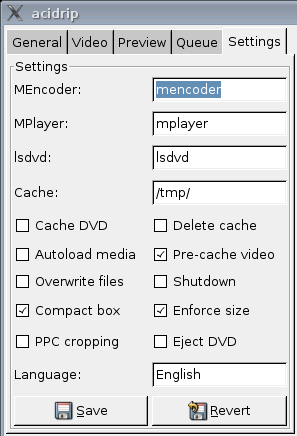 acidrip
General Video Preview Queue Settings
Settings
MEncoder: mencoder
MPlayer: mplayer
lsdvd: lsdvd
Cache: /tmp/
Cache DVD Delete cache
Autoload media Pre-cache video
Overwrite files Shutdown
Compact box Enforce size
PPC cropping Eject DVD
Language: English
Save Revert